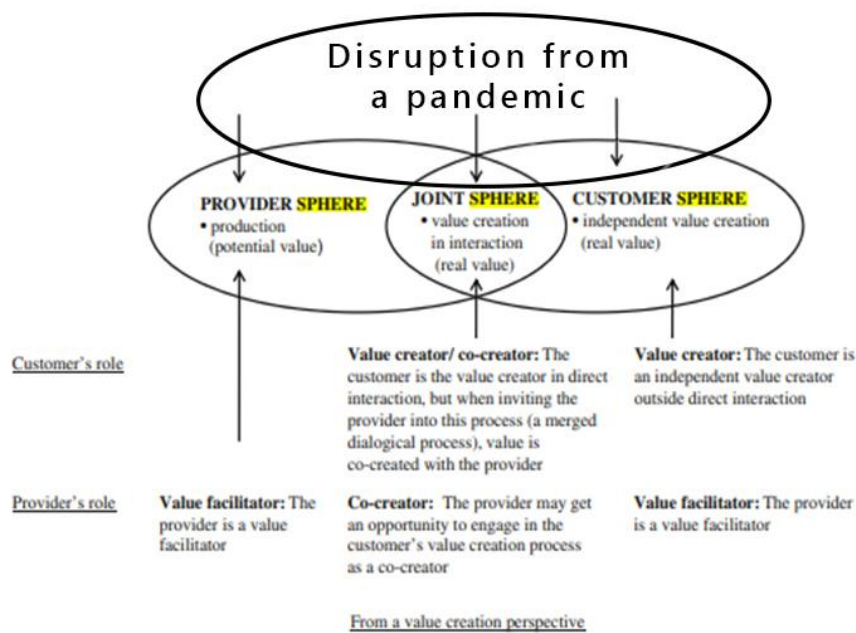 Disruption from
a pandemic
PROVIDER SPHERE
• production
(potential value)
JOINT SPHERE
• value creation
in interaction
(real value)
CUSTOMER SPHERE
• independent value creation
(real value)
Customer's role
Value creator/ co-creator: The
customer is the value creator in direct
interaction, but when inviting the
provider into this process (a merged
dialogical process), value is
co-created with the provider
Value creator: The customer is
an independent value creator
outside direct interaction
Provider's role
Value facilitator: The
provider is a value
facilitator
Co-creator: The provider may get
an opportunity to engage in the
customer's value creation process
as a co-creator
Value facilitator: The provider
is a value facilitator
From a value creation perspective